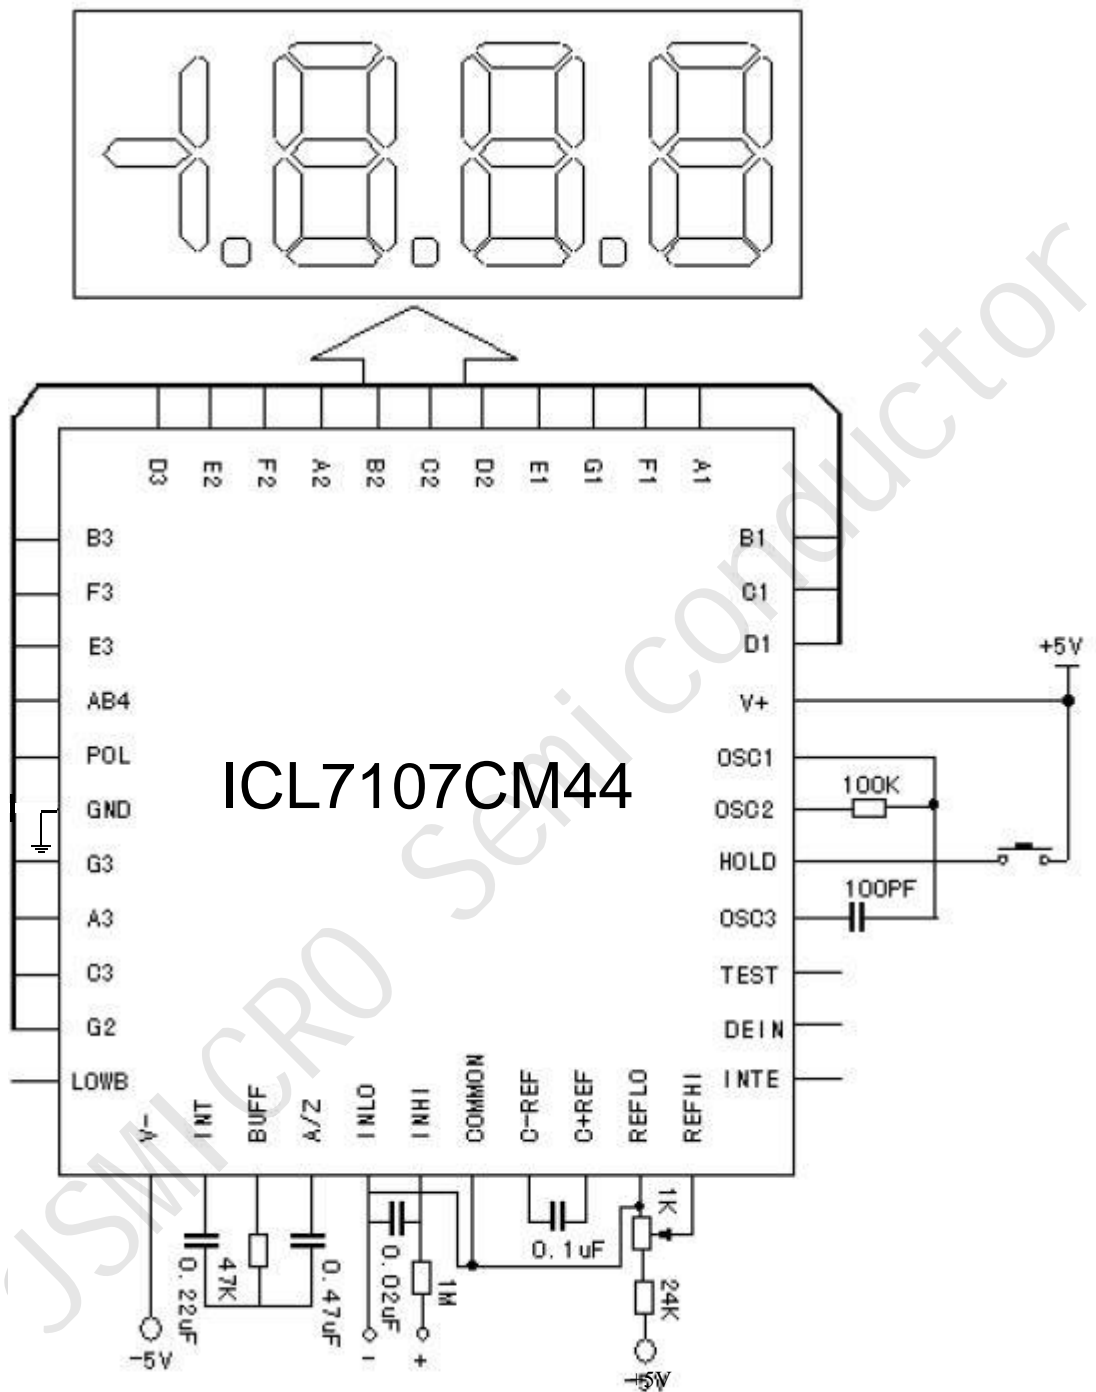 D3 E2 F2 A2 B2 C2 D2 E1 G1 F1 A1
B3
F3
E3
AB4
POL
GND
G3
A3
C3
G2
LOWB
B1
C1
D1
V+
OSC1
OSC2
HOLD
OSC3
TEST
DEIN
INTE
+5V
100K
100PF
ICL7107CM44
JSMICRO Semiconductor
INT BUFF A/Z INLO INHI COMMON C-REF C+REF REFLO REFHI
0.22uF
47K
0.47uF
0.02uF
1M
0.1uF
1K
24K
-5V
- +